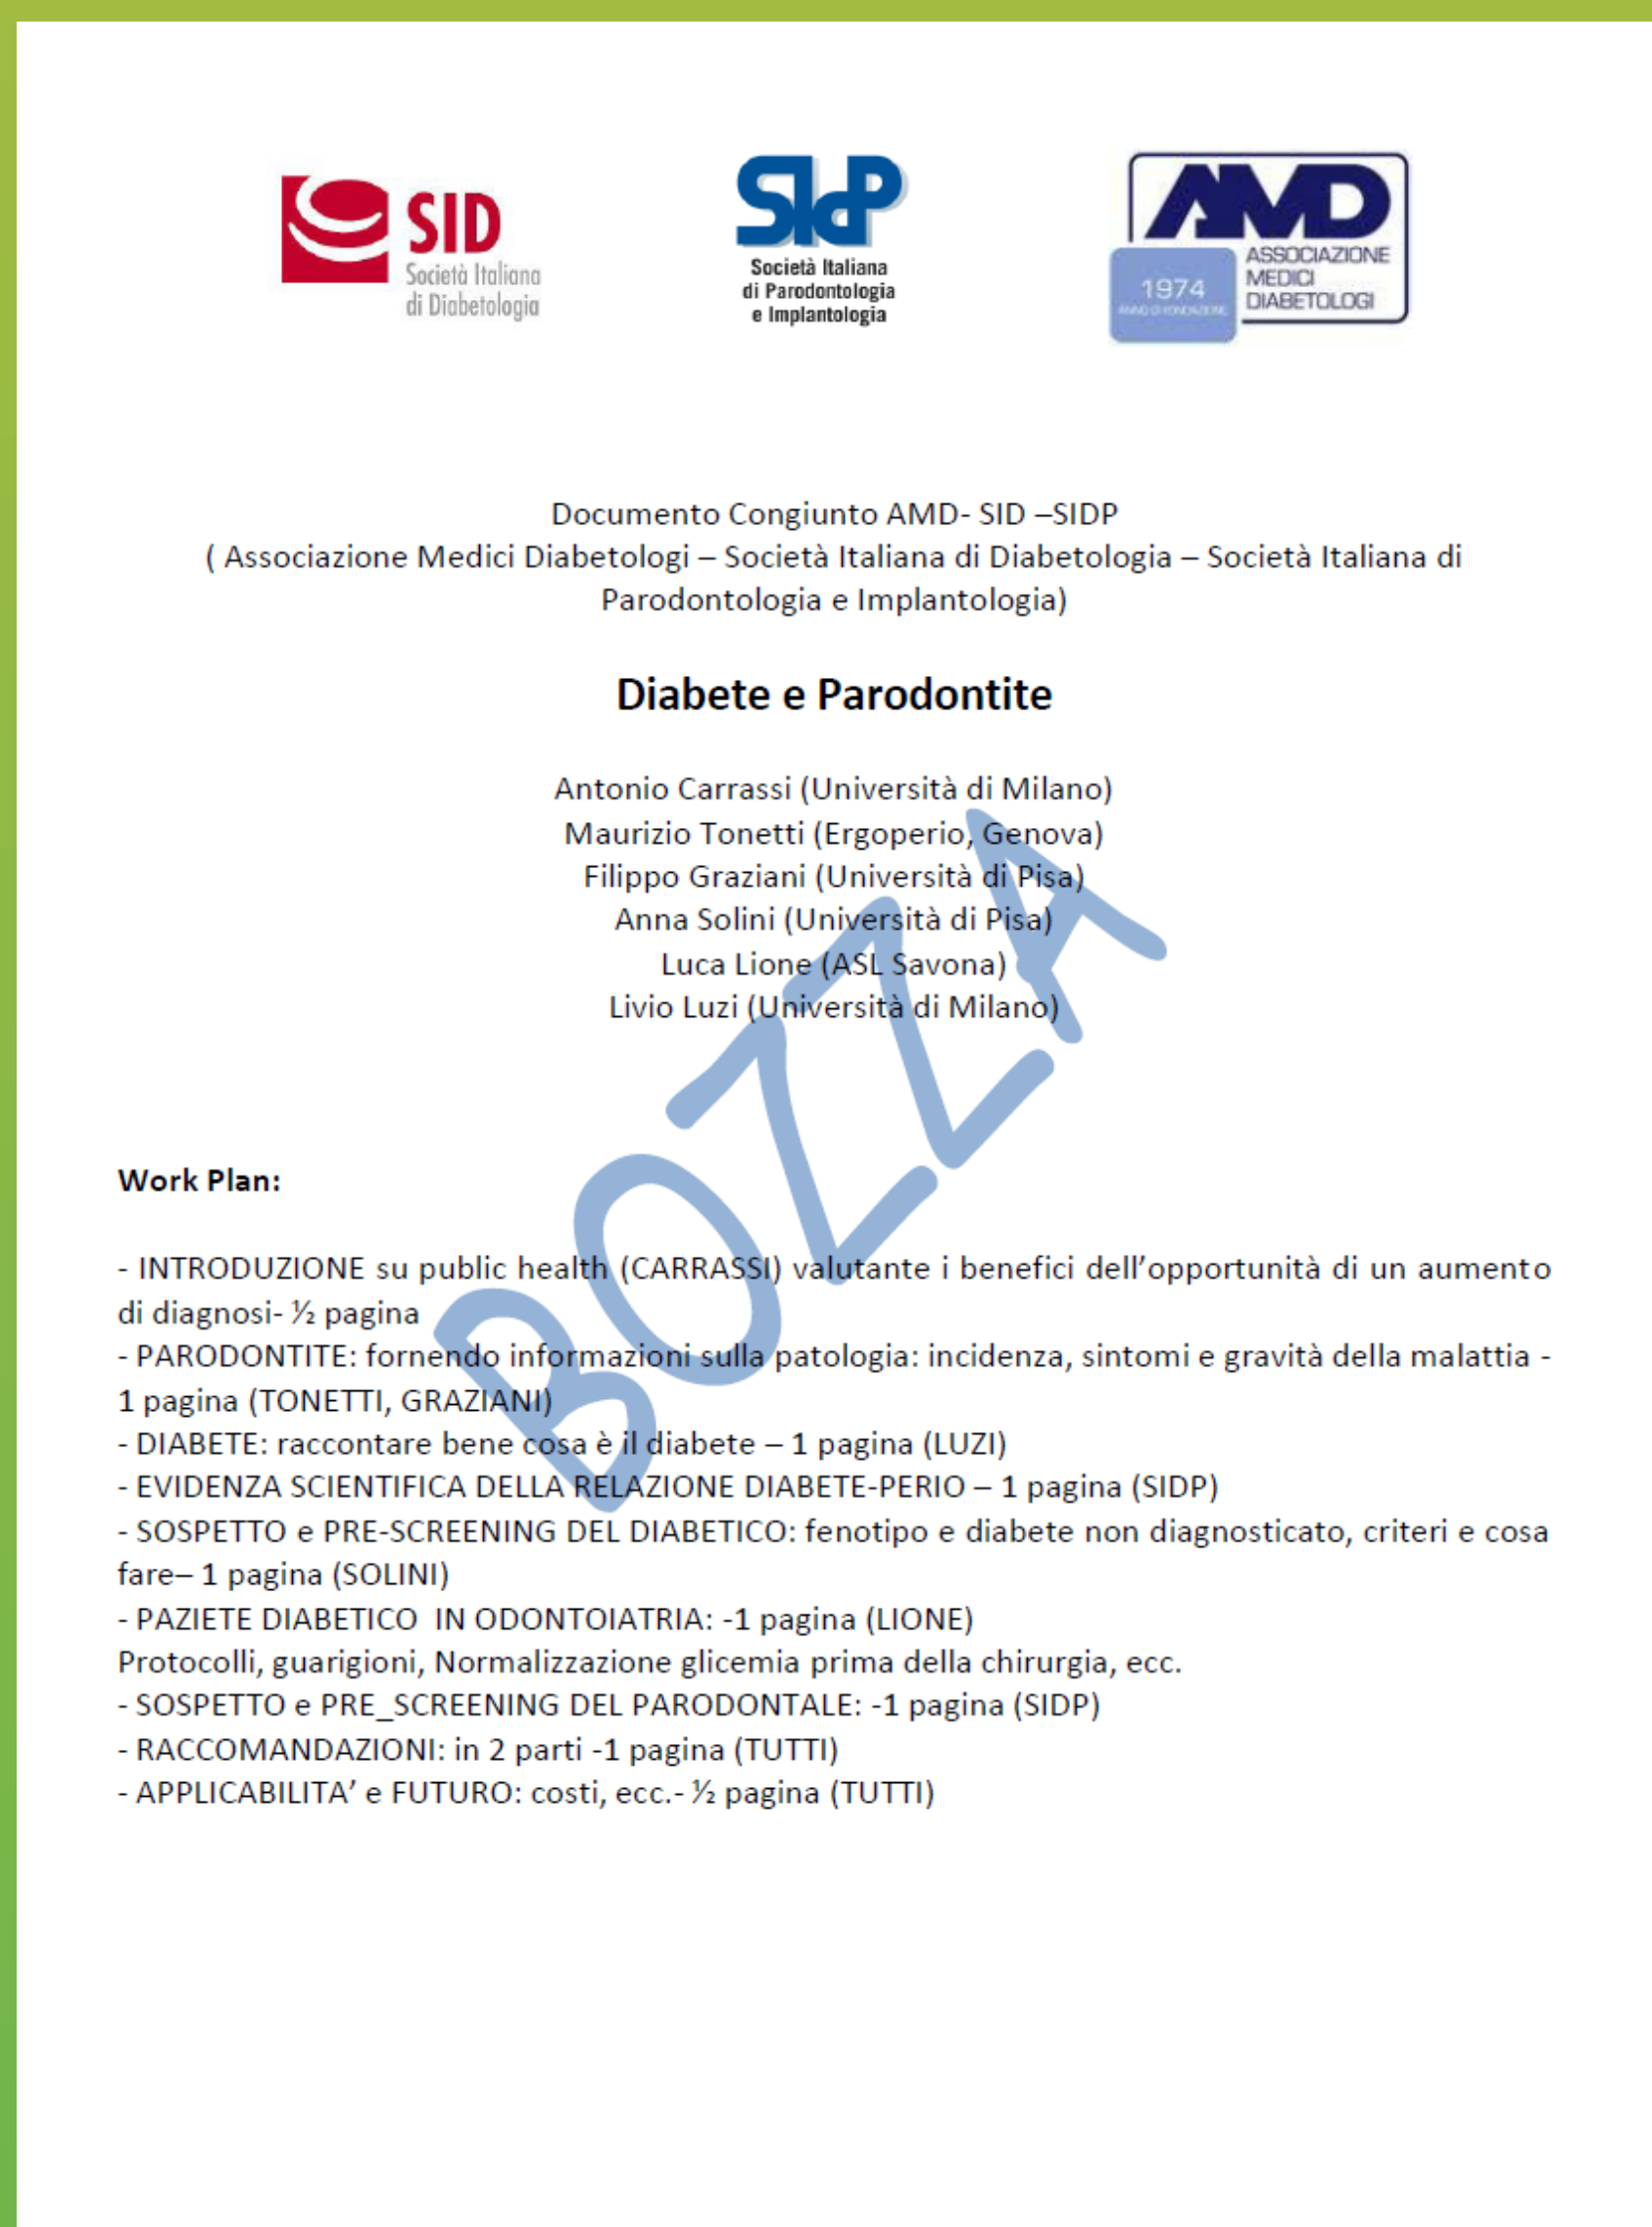 SID
Società Italiana
di Diabetologia
SIdP
Società Italiana
di Parodontologia
e Implantologia
AMD
ASSOCIAZIONE
MEDICI
DIABETOLOGI
1974
ANNO DI FONDAZIONE
Documento Congiunto AMD- SID –SIDP
( Associazione Medici Diabetologi – Società Italiana di Diabetologia – Società Italiana di
Parodontologia e Implantologia)
Diabete e Parodontite
Antonio Carrassi (Università di Milano)
Maurizio Tonetti (Ergoperio, Genova)
Filippo Graziani (Università di Pisa)
Anna Solini (Università di Pisa)
Luca Lione (ASL Savona)
Livio Luzi (Università di Milano)
BOZZA
Work Plan:
- INTRODUZIONE su public health (CARRASSI) valutante i benefici dell’opportunità di un aumento
di diagnosi- ½ pagina
- PARODONTITE: fornendo informazioni sulla patologia: incidenza, sintomi e gravità della malattia -
1 pagina (TONETTI, GRAZIANI)
- DIABETE: raccontare bene cosa è il diabete – 1 pagina (LUZI)
- EVIDENZA SCIENTIFICA DELLA RELAZIONE DIABETE-PERIO – 1 pagina (SIDP)
- SOSPETTO e PRE-SCREENING DEL DIABETICO: fenotipo e diabete non diagnosticato, criteri e cosa
fare– 1 pagina (SOLINI)
- PAZIETE DIABETICO  IN ODONTOIATRIA: -1 pagina (LIONE)
Protocolli, guarigioni, Normalizzazione glicemia prima della chirurgia, ecc.
- SOSPETTO e PRE_SCREENING DEL PARODONTALE: -1 pagina (SIDP)
- RACCOMANDAZIONI: in 2 parti -1 pagina (TUTTI)
- APPLICABILITA’ e FUTURO: costi, ecc.- ½ pagina (TUTTI)